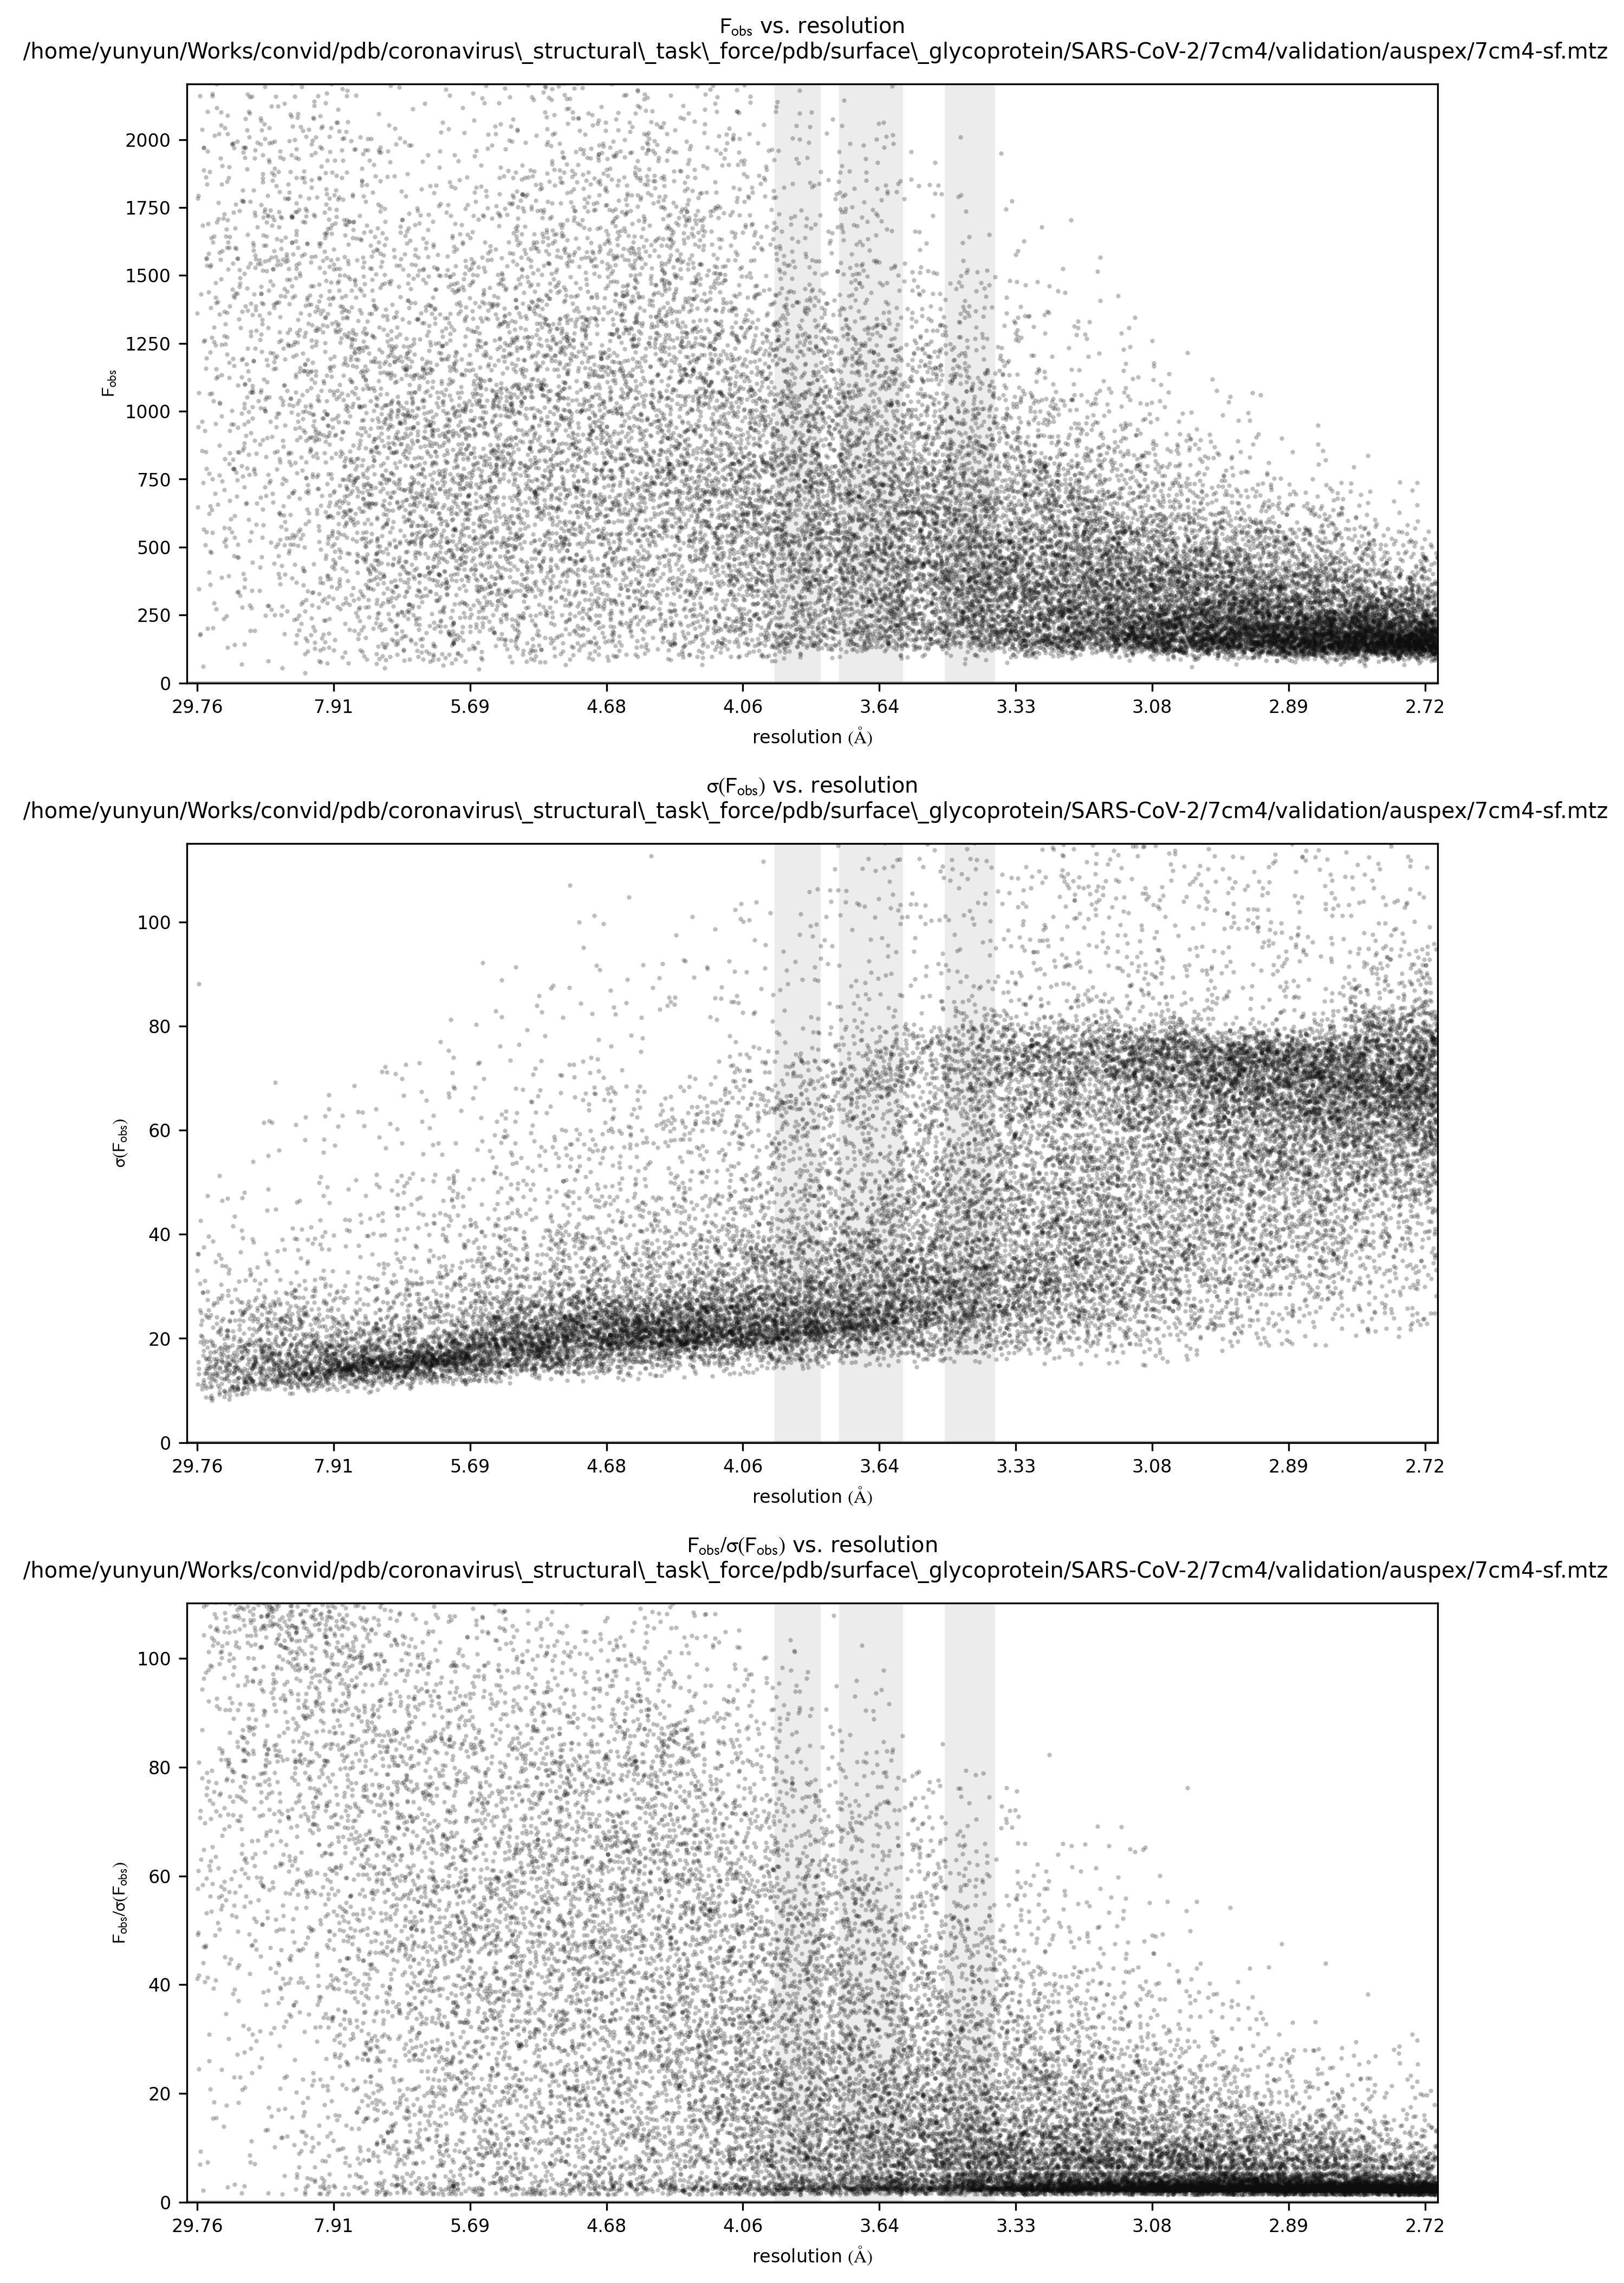 Fobs vs. resolution
/home/yunyun/Works/convid/pdb/coronavirus\_structural\_task\_force/pdb/surface\_glycoprotein/SARS-CoV-2/7cm4/validation/auspex/7cm4-sf.mtz
2000
1750
1500
1250
1000
750
500
250
0
Fobs
29.76 7.91 5.69 4.68 4.06 3.64 3.33 3.08 2.89 2.72
resolution (Å)
σ(Fobs) vs. resolution
/home/yunyun/Works/convid/pdb/coronavirus\_structural\_task\_force/pdb/surface\_glycoprotein/SARS-CoV-2/7cm4/validation/auspex/7cm4-sf.mtz
100
80
60
40
20
0
σ(Fobs)
29.76 7.91 5.69 4.68 4.06 3.64 3.33 3.08 2.89 2.72
resolution (Å)
Fobs/σ(Fobs) vs. resolution
/home/yunyun/Works/convid/pdb/coronavirus\_structural\_task\_force/pdb/surface\_glycoprotein/SARS-CoV-2/7cm4/validation/auspex/7cm4-sf.mtz
100
80
60
40
20
0
Fobs/σ(Fobs)
29.76 7.91 5.69 4.68 4.06 3.64 3.33 3.08 2.89 2.72
resolution (Å)